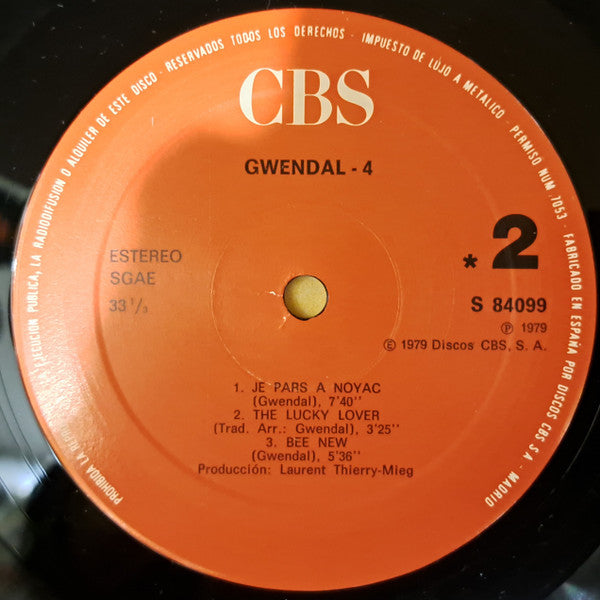 PROHIBIDA LA REPRODUCCION, EJECUCION PUBLICA, LA RADIODIFUSION O ALQUILER DE ESTE DISCO · RESERVADOS TODOS LOS DERECHOS · IMPUESTO DE LUJO A METALICO · PERMISO NUM. 7053 · FABRICADO EN ESPAÑA POR DISCOS CBS SA - MADRID
CBS
GWENDAL - 4
ESTEREO
SGAE
33 1/3
* 2
S 84099
Ⓟ 1979
© 1979 Discos CBS, S. A.
1. JE PARS A NOYAC
(Gwendal), 7'40''
2. THE LUCKY LOVER
(Trad. Arr.: Gwendal), 3'25''
3. BEE NEW
(Gwendal), 5'36''
Producción: Laurent Thierry-Mieg